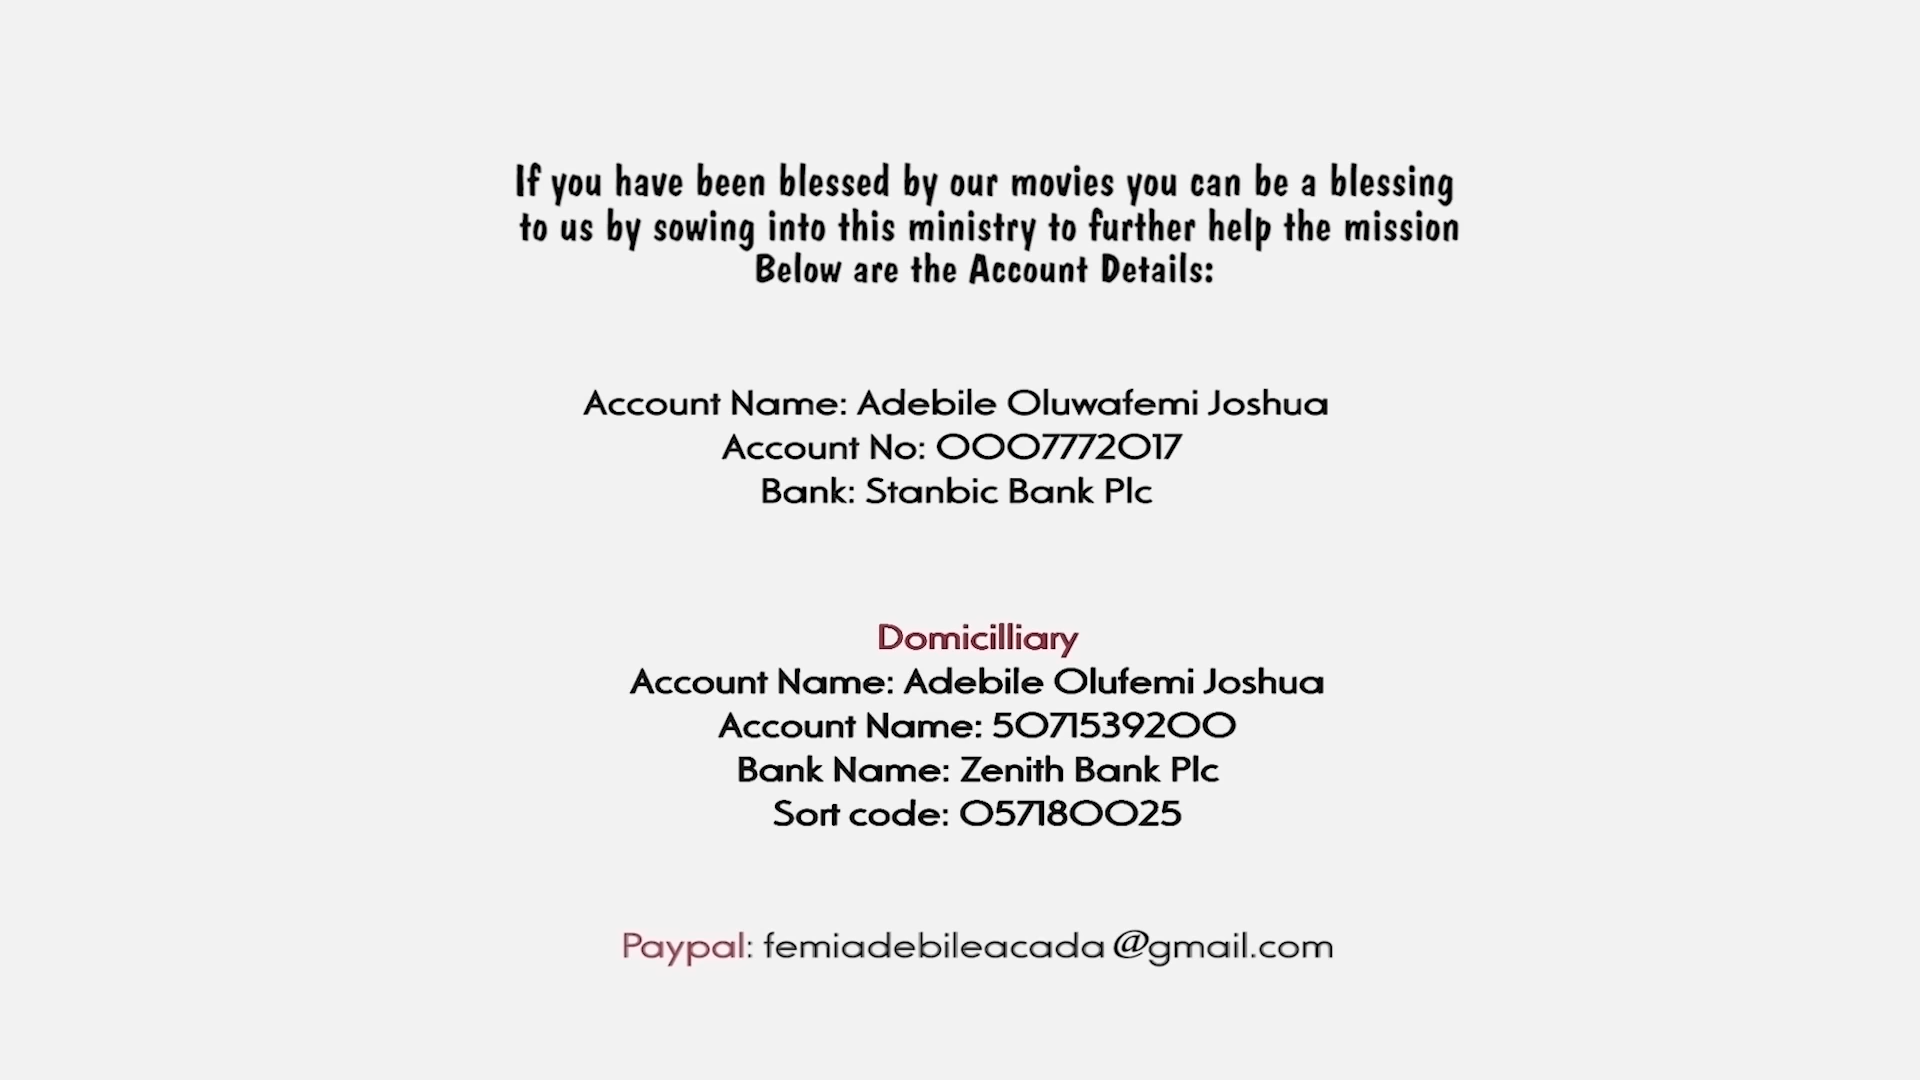 If you have been blessed by our movies you can be a blessing
to us by sowing into this ministry to further help the mission
Below are the Account Details:
Account Name: Adebile Oluwafemi Joshua
Account No: 0007772017
Bank: Stanbic Bank Plc
Domicilliary
Account Name: Adebile Olufemi Joshua
Account Name: 5071539200
Bank Name: Zenith Bank Plc
Sort code: 057180025
Paypal: femiadebileacada@gmail.com